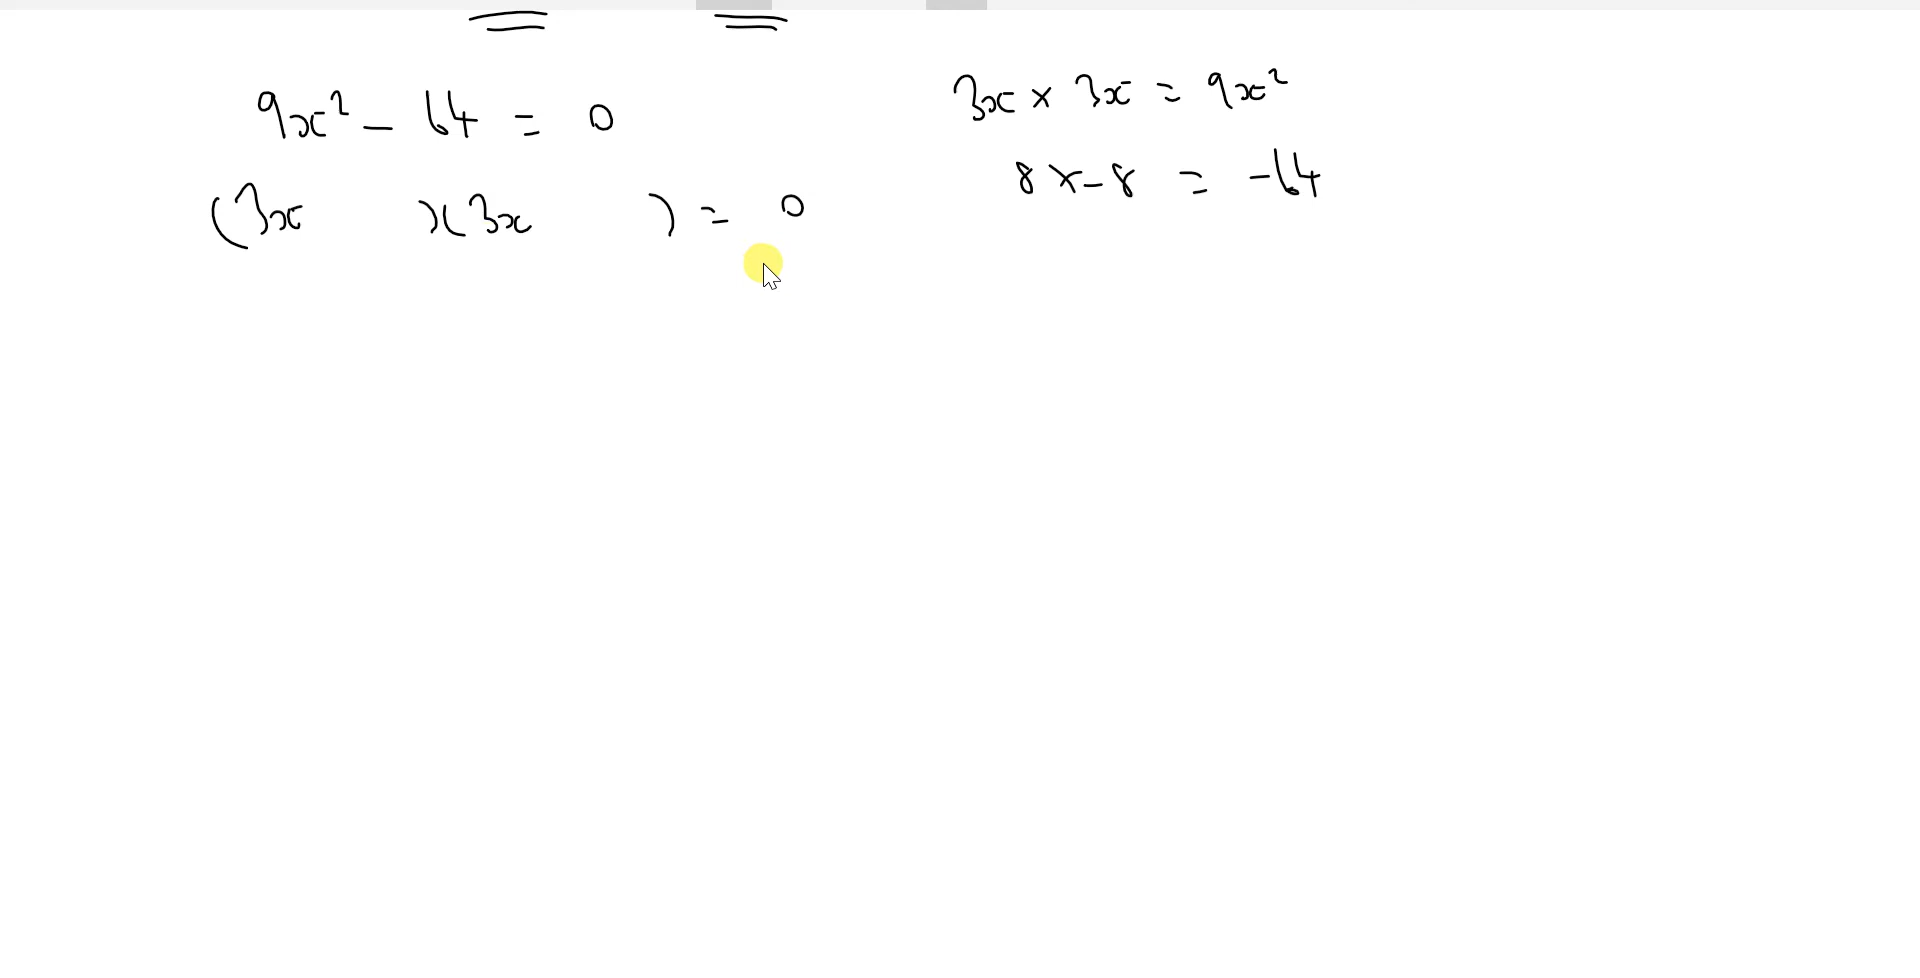 9x² - 64 = 0
(3x )(3x ) = 0
3x × 3x = 9x²
8 × -8 = -64